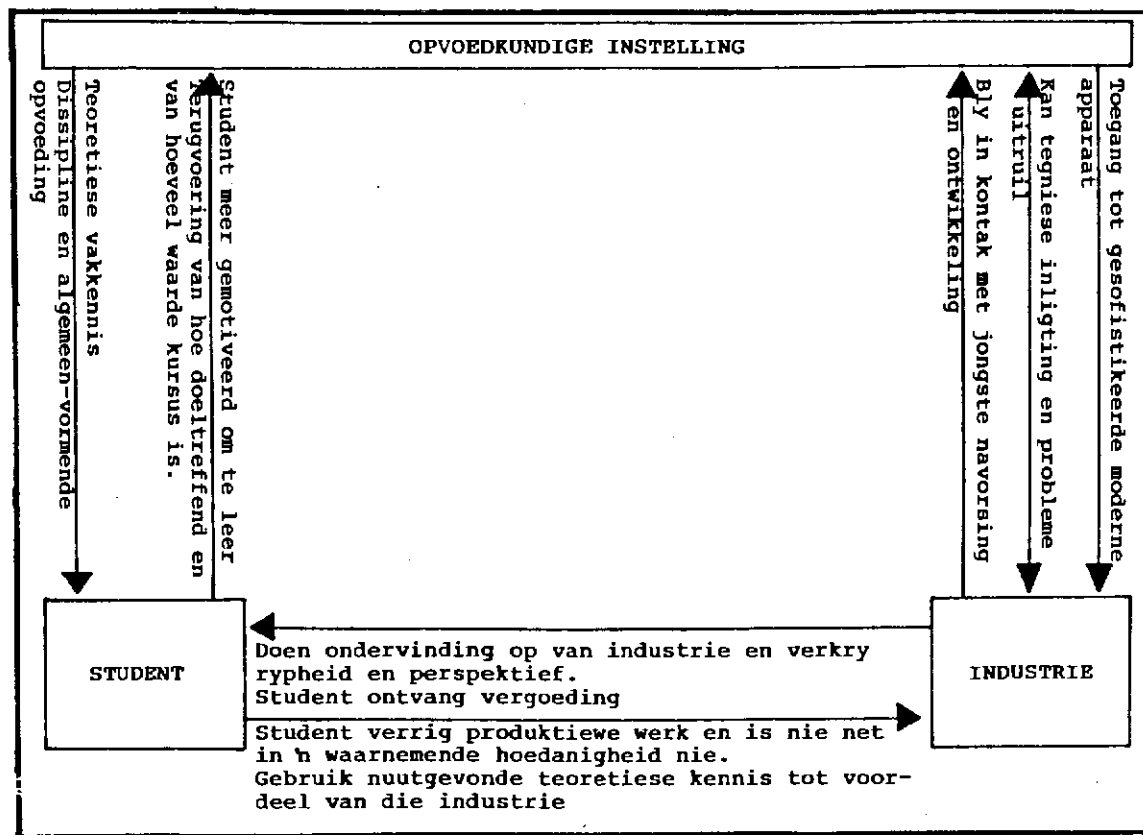 OPVOEDKUNDIGE INSTELLING
Teoretiese vakkennis
Dissipline en algemeen-vormende
opvoeding
Student meer gemotiveerd om te leer
Terugvoering van hoe doeltreffend en
van hoeveel waarde kursus is.
Bly in kontak met jongste navorsing
en ontwikkeling
Kan tegniese inligting en probleme
uitruil
Toegang tot gesofistikeerde moderne
apparaat
STUDENT
Doen ondervinding op van industrie en verkry
rypheid en perspektief.
Student ontvang vergoeding
INDUSTRIE
Student verrig produktiewe werk en is nie net
in 'n waarnemende hoedanigheid nie.
Gebruik nuutgevonde teoretiese kennis tot voor-
deel van die industrie